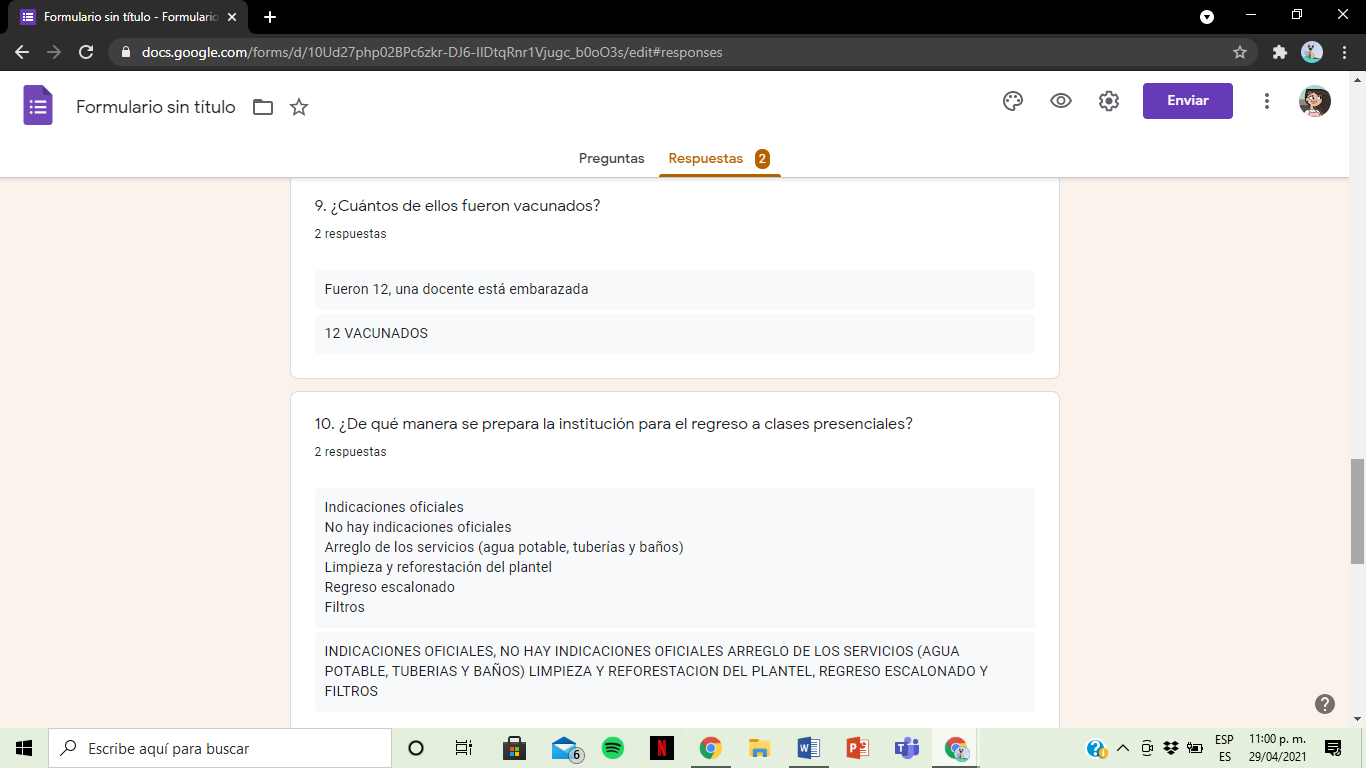 Formulario sin título - Formulario
docs.google.com/forms/d/10Ud27php02BPc6zkr-DJ6-IIDtqRnr1Vjugc_b0oO3s/edit#responses
Formulario sin título
Enviar
Preguntas
Respuestas 2
9. ¿Cuántos de ellos fueron vacunados?
2 respuestas
Fueron 12, una docente está embarazada
12 VACUNADOS
10. ¿De qué manera se prepara la institución para el regreso a clases presenciales?
2 respuestas
Indicaciones oficiales
No hay indicaciones oficiales
Arreglo de los servicios (agua potable, tuberías y baños)
Limpieza y reforestación del plantel
Regreso escalonado
Filtros
INDICACIONES OFICIALES, NO HAY INDICACIONES OFICIALES ARREGLO DE LOS SERVICIOS (AGUA
POTABLE, TUBERIAS Y BAÑOS) LIMPIEZA Y REFORESTACION DEL PLANTEL, REGRESO ESCALONADO Y
FILTROS
Escribe aquí para buscar
6
ESP
ES
11:00 p. m.
29/04/2021